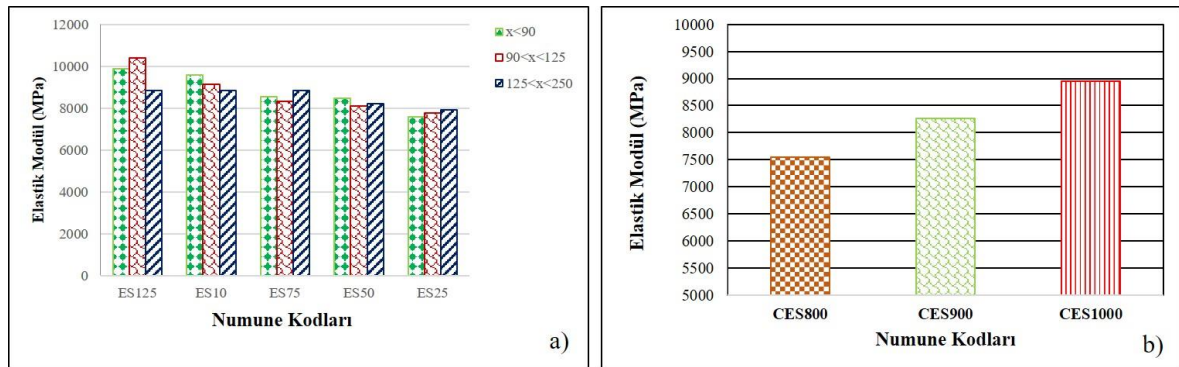 12000
10000
8000
6000
4000
2000
0
Elastik Modül (MPa)
ES125 ES10 ES75 ES50 ES25
Numune Kodları
x<90
90<x<125
125<x<250
a)
10000
9500
9000
8500
8000
7500
7000
6500
6000
5500
5000
Elastik Modül (MPa)
CES800 CES900 CES1000
Numune Kodları
b)